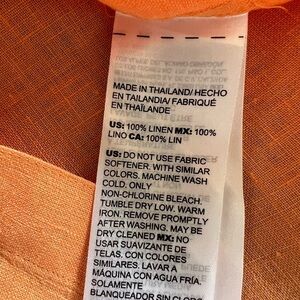 MADE IN THAILAND/ HECHO
EN TAILANDIA/ FABRIQUÉ
EN THAÏLANDE
US: 100% LINEN MX: 100%
LINO CA: 100% LIN
US: DO NOT USE FABRIC
SOFTENER. WITH SIMILAR
COLORS. MACHINE WASH
COLD. ONLY
NON-CHLORINE BLEACH.
TUMBLE DRY LOW. WARM
IRON. REMOVE PROMPTLY
AFTER WASHING. MAY BE
DRY CLEANED MX: NO
USAR SUAVIZANTE DE
TELAS. CON COLORES
SIMILARES. LAVAR A
MÁQUINA CON AGUA FRÍA.
SOLAMENTE
BLANQUEADOR SIN CLORO